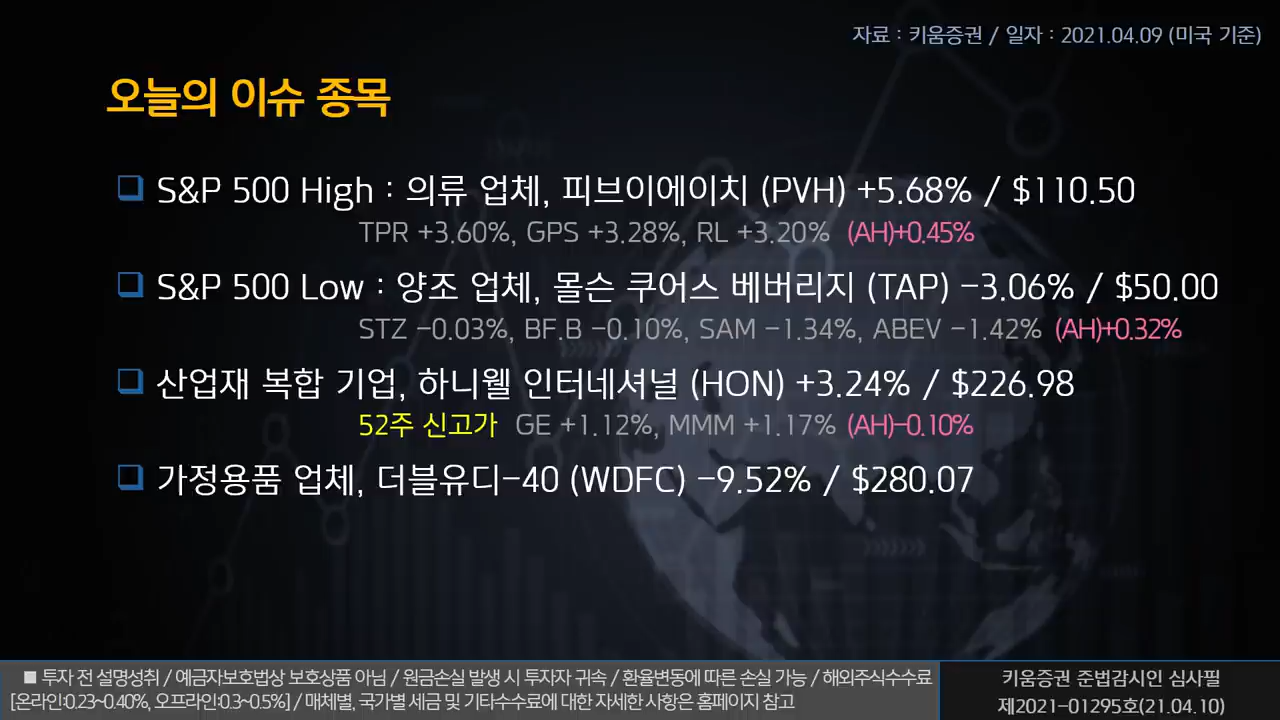 자료 : 키움증권 / 일자 : 2021.04.09 (미국 기준)
오늘의 이슈 종목
❑ S&P 500 High : 의류 업체, 피브이에이치 (PVH) +5.68% / $110.50
TPR +3.60%, GPS +3.28%, RL +3.20% (AH)+0.45%
❑ S&P 500 Low : 양조 업체, 몰슨 쿠어스 베버리지 (TAP) -3.06% / $50.00
STZ -0.03%, BF.B -0.10%, SAM -1.34%, ABEV -1.42% (AH)+0.32%
❑ 산업재 복합 기업, 하니웰 인터네셔널 (HON) +3.24% / $226.98
52주 신고가 GE +1.12%, MMM +1.17% (AH)-0.10%
❑ 가정용품 업체, 더블유디-40 (WDFC) -9.52% / $280.07
■ 투자 전 설명성취 / 예금자보호법상 보호상품 아님 / 원금손실 발생 시 투자자 귀속 / 환율변동에 따른 손실 가능 / 해외주식수수료
[온라인:0.23~0.40%, 오프라인:0.3~0.5%] / 매체별, 국가별 세금 및 기타수수료에 대한 자세한 사항은 홈페이지 참고
키움증권 준법감시인 심사필
제2021-01295호(21.04.10)